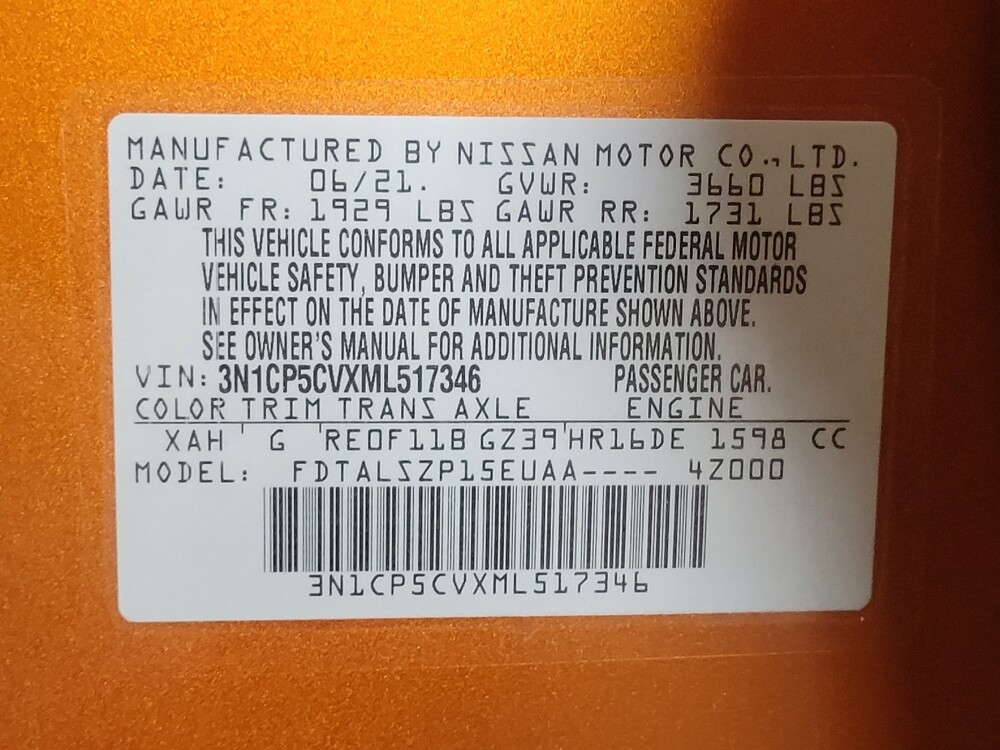 MANUFACTURED BY NISSAN MOTOR CO., LTD.
DATE: 06/21. GVWR: 3660 LBS
GAWR FR: 1929 LBS GAWR RR: 1731 LBS
THIS VEHICLE CONFORMS TO ALL APPLICABLE FEDERAL MOTOR
VEHICLE SAFETY, BUMPER AND THEFT PREVENTION STANDARDS
IN EFFECT ON THE DATE OF MANUFACTURE SHOWN ABOVE.
SEE OWNER'S MANUAL FOR ADDITIONAL INFORMATION.
VIN: 3N1CP5CVXML517346 PASSENGER CAR.
COLOR TRIM TRANS AXLE ENGINE
XAH G RE0F11B GZ39 HR16DE 1598 CC
MODEL: FDTALSZP15EUAA---- 4Z000
3N1CP5CVXML517346